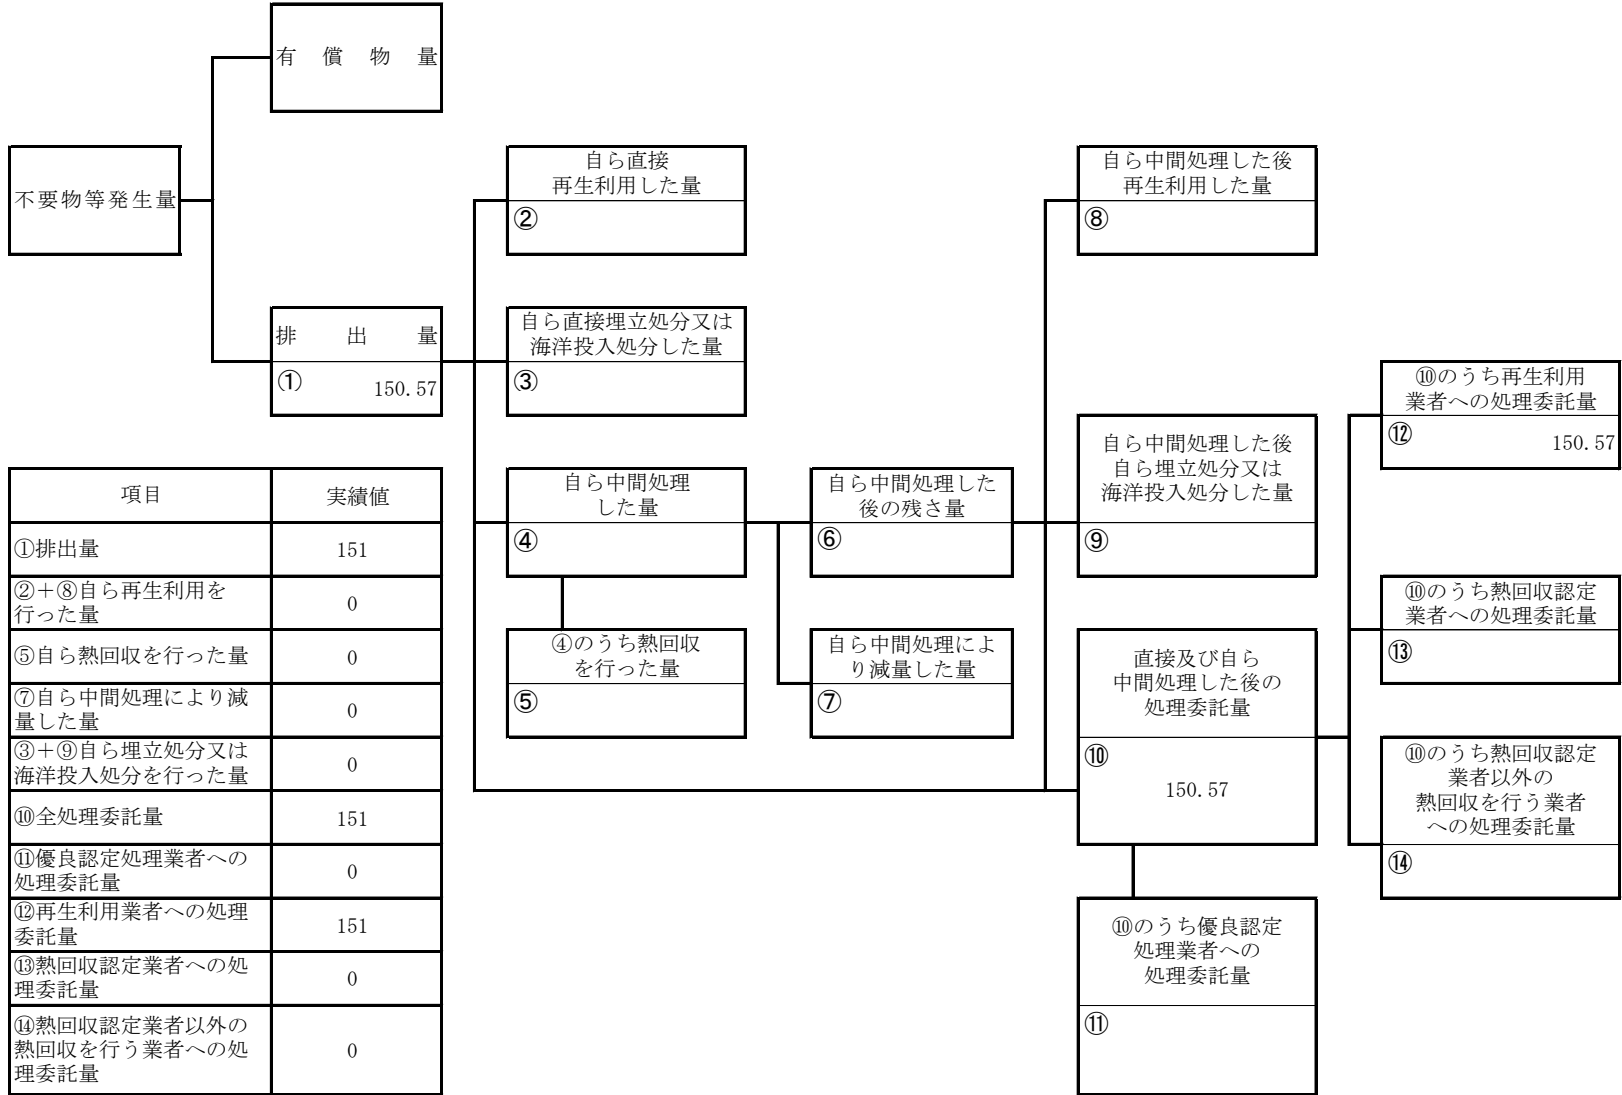 有償物量
不要物等発生量
排出量
①
150.57
自ら直接
再生利用した量
②
自ら直接埋立処分又は
海洋投入処分した量
③
自ら中間処理
した量
④
④のうち熱回収
を行った量
⑤
自ら中間処理した
後の残さ量
⑥
自ら中間処理によ
り減量した量
⑦
自ら中間処理した後
再生利用した量
⑧
自ら中間処理した後
自ら埋立処分又は
海洋投入処分した量
⑨
直接及び自ら
中間処理した後の
処理委託量
⑩
150.57
⑩のうち優良認定
処理業者への
処理委託量
⑪
⑩のうち再生利用
業者への処理委託量
⑫
150.57
⑩のうち熱回収認定
業者への処理委託量
⑬
⑩のうち熱回収認定
業者以外の
熱回収を行う業者
への処理委託量
⑭
項目 実績値
①排出量 151
②+⑧自ら再生利用を
行った量 0
⑤自ら熱回収を行った量 0
⑦自ら中間処理により減
量した量 0
③+⑨自ら埋立処分又は
海洋投入処分を行った量 0
⑩全処理委託量 151
⑪優良認定処理業者への
処理委託量 0
⑫再生利用業者への処理
委託量 151
⑬熱回収認定業者への処
理委託量 0
⑭熱回収認定業者以外の
熱回収を行う業者への処
理委託量 0